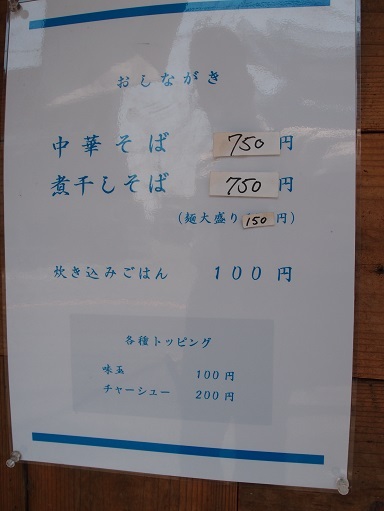 おしながき
中華そば 750円
煮干しそば 750円
(麺大盛り150円)
炊き込みごはん 100円
各種トッピング
味玉 100円
チャーシュー 200円